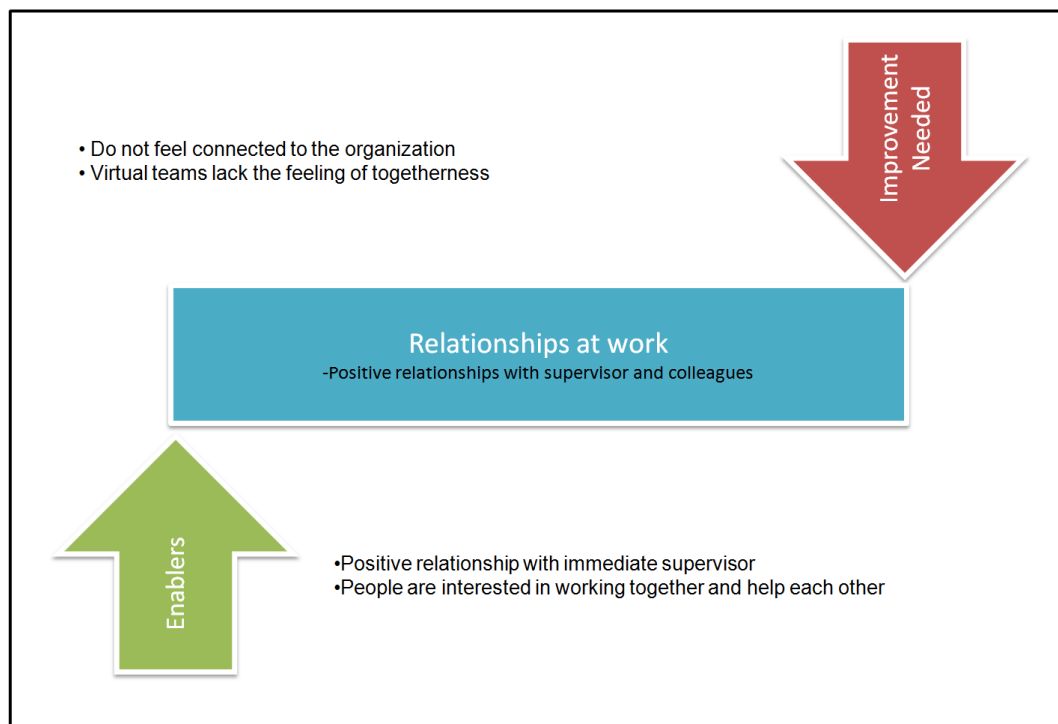 Improvement
Needed
• Do not feel connected to the organization
• Virtual teams lack the feeling of togetherness
Relationships at work
-Positive relationships with supervisor and colleagues
Enablers
•Positive relationship with immediate supervisor
•People are interested in working together and help each other